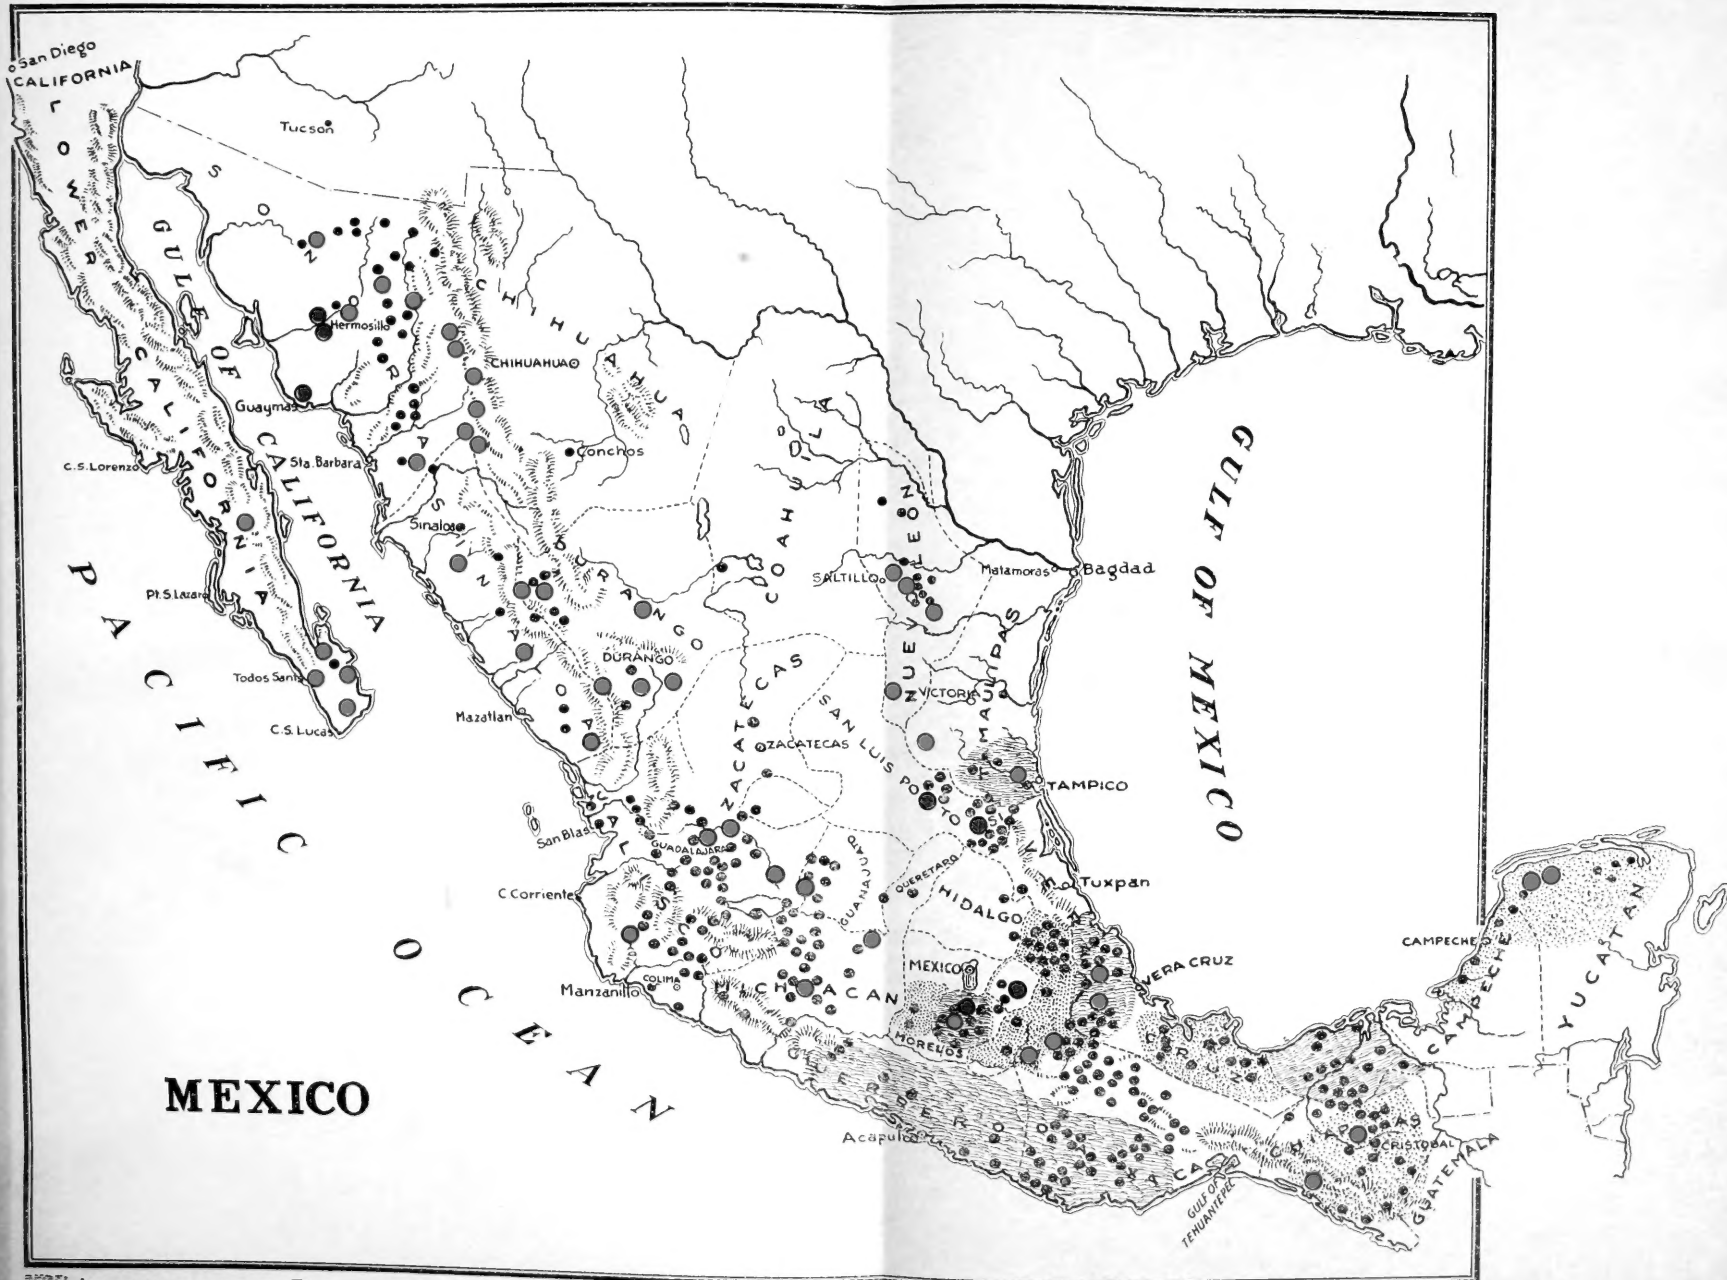 San Diego
CALIFORNIA
LOWER CALIFORNIA
Tucson
SONORA
GULF OF CALIFORNIA
Hermosillo
Guaymas
CHIHUAHUA
CHIHUAHUA
Conchos
C.S. Lorenzo
Sta. Barbara
Sinaloa
SINALOA
COAHUILA
NUEVO LEON
SALTILLO
Matamoras
Bagdad
Pt. S. Lazaro
DURANGO
DURANGO
TAMAULIPAS
VICTORIA
Todos Sants
C.S. Lucas
Mazatlan
ZACATECAS
ZACATECAS
SAN LUIS POTOSI
TAMPICO
San Blas
JALISCO
GUADALAJARA
GUANAJUATO
QUERETARO
HIDALGO
Tuxpan
C Corriente
MEXICO
VERA CRUZ
VERA CRUZ
Manzanillo
COLIMA
MICHOACAN
MORELOS
GUERRERO
Acapulco
OAXACA
GULF OF TEHUANTEPEC
CHIAPAS
CRISTOBAL
GUATEMALA
CAMPECHE
CAMPECHE
YUCATAN
GULF OF MEXICO
PACIFIC OCEAN
MEXICO